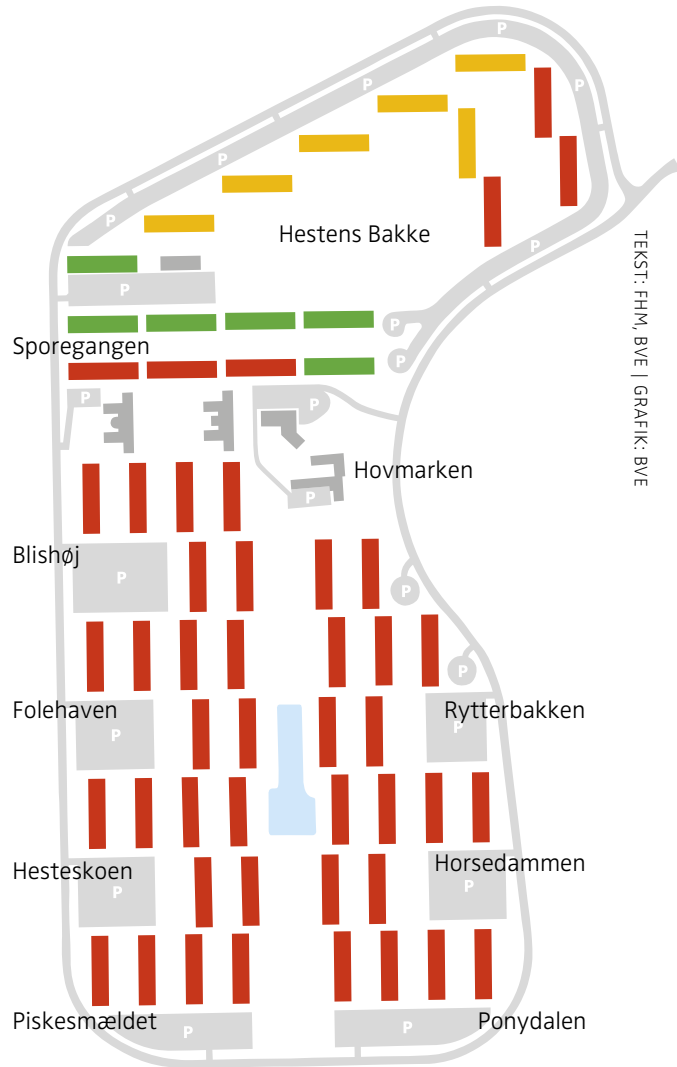 P
P
P
P
P
Hestens Bakke
P
P
P
Sporegangen
P
P
P
Hovmarken
P
Blishøj
P
P
P
Folehaven
P
Rytterbakken
P
Hesteskoen
P
Horsedammen
P
Piskesmældet
P
Ponydalen
P
TEKST: FHM, BVE | GRAFIK: BVE